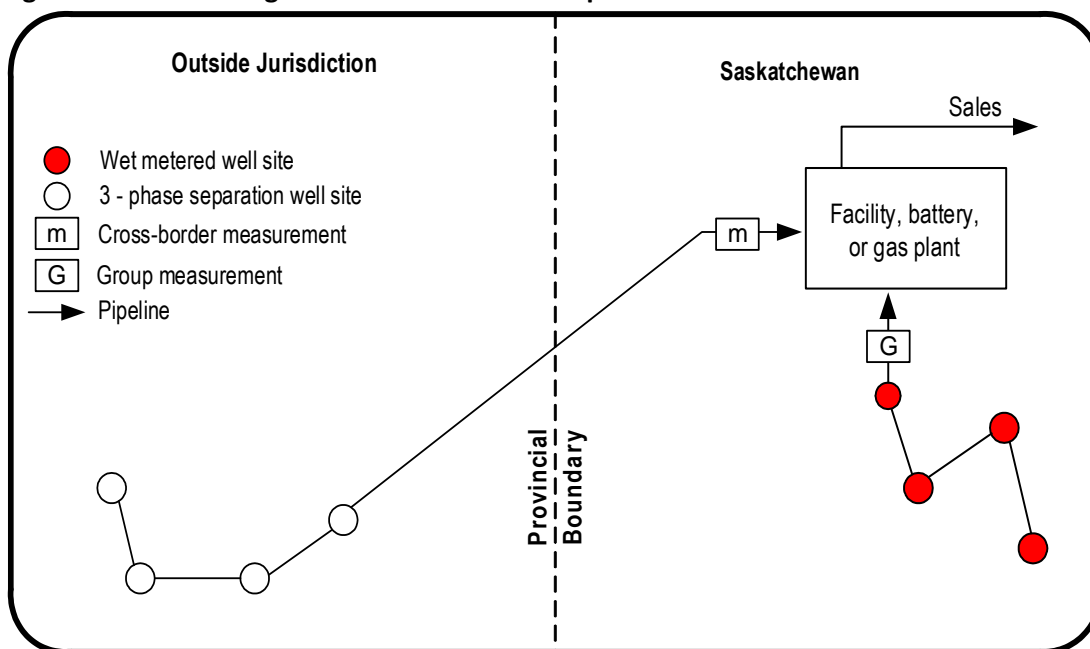 Outside Jurisdiction
Saskatchewan
Sales
Wet metered well site
3 - phase separation well site
m Cross-border measurement
G Group measurement
Pipeline
m
Facility, battery,
or gas plant
G
Provincial
Boundary